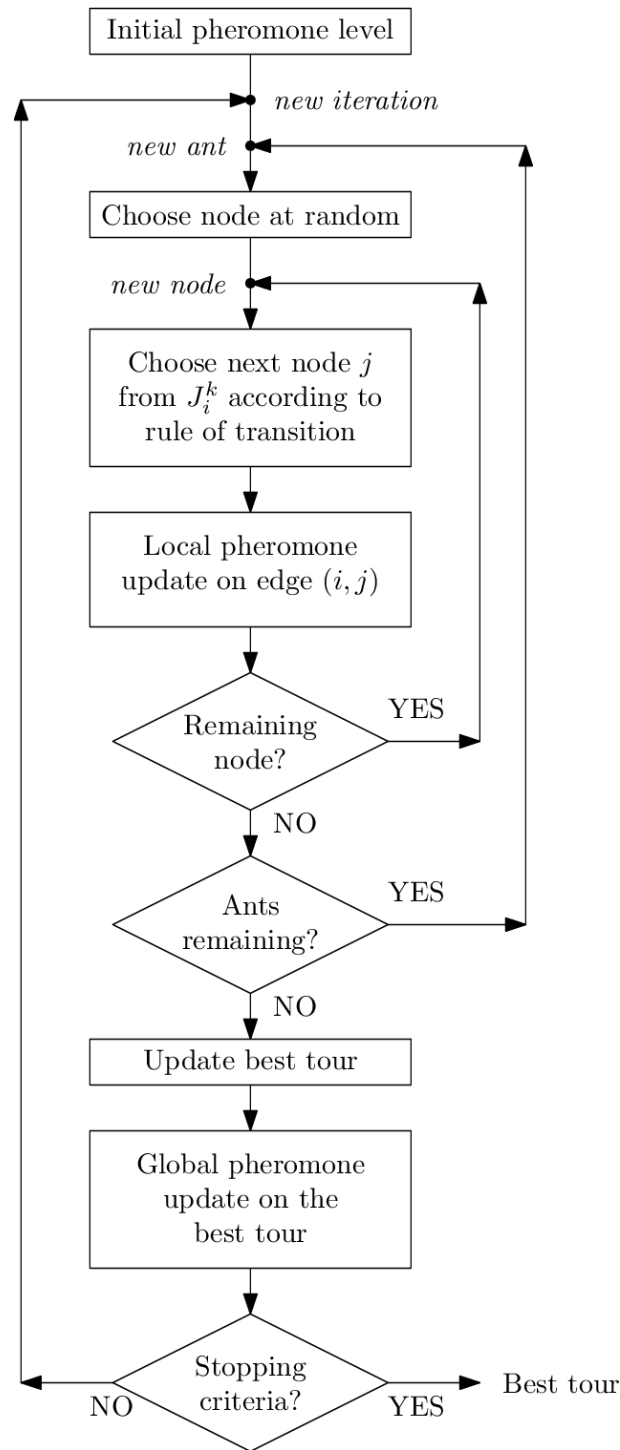 Initial pheromone level
new iteration
new ant
Choose node at random
new node
Choose next node j
from J_i^k according to
rule of transition
Local pheromone
update on edge (i, j)
Remaining
node?
YES
NO
Ants
remaining?
YES
NO
Update best tour
Global pheromone
update on the
best tour
Stopping
criteria?
NO
YES
Best tour